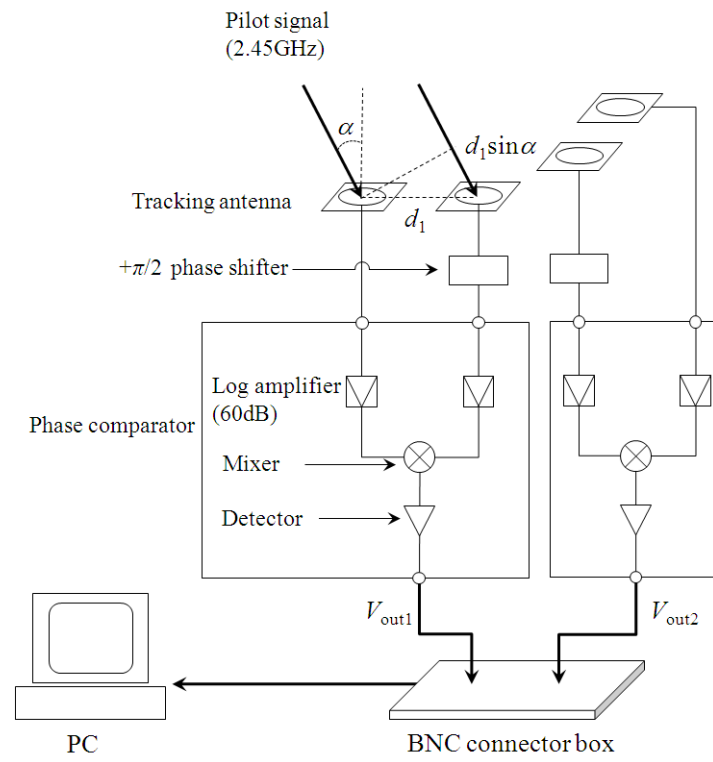 Pilot signal
(2.45GHz)
α
d₁sinα
Tracking antenna
d₁
+π/2 phase shifter
Log amplifier
(60dB)
Phase comparator
Mixer
Detector
Vout1
Vout2
PC
BNC connector box